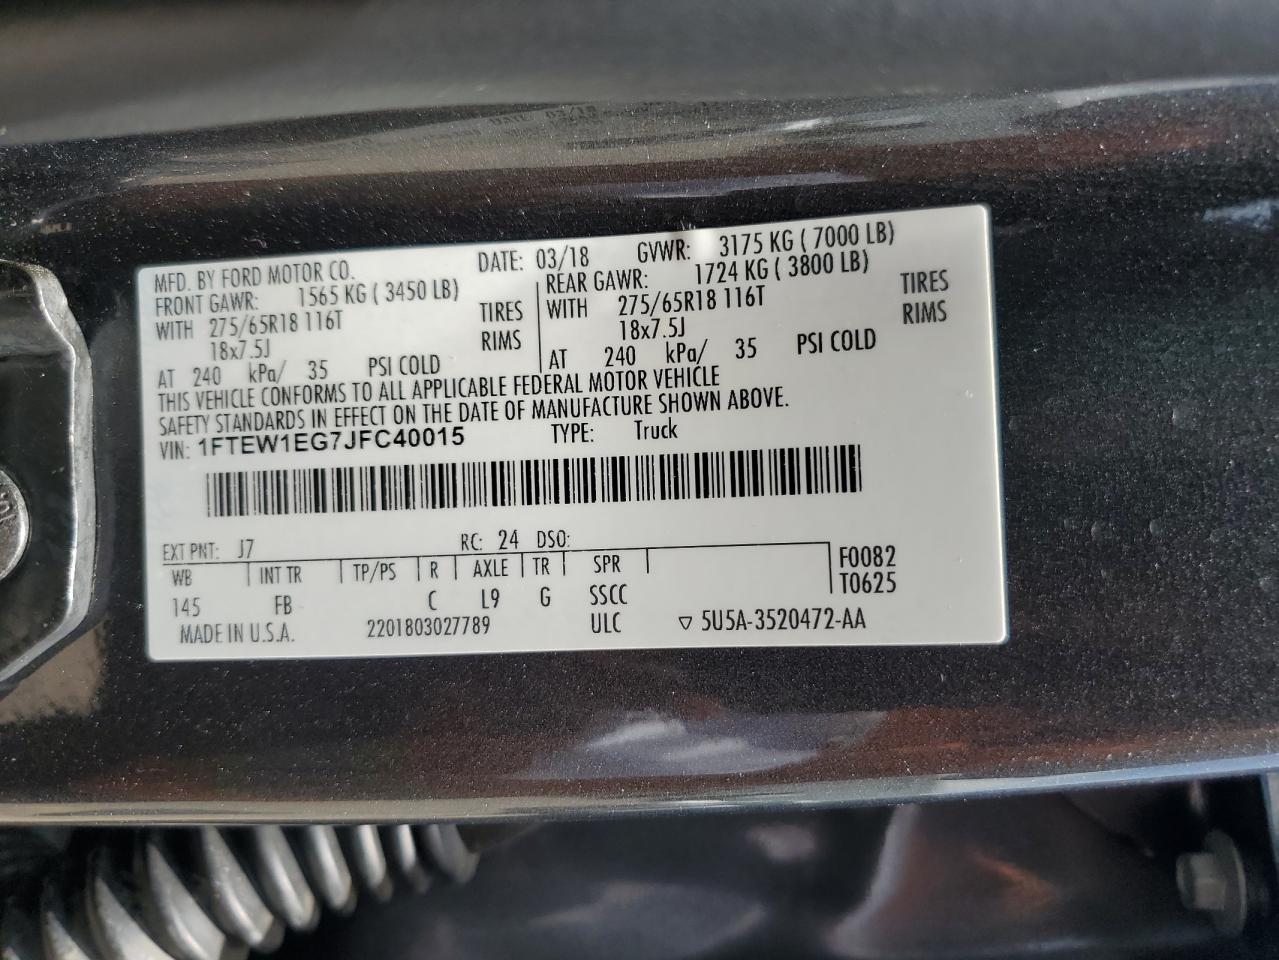 MFD. BY FORD MOTOR CO. DATE: 03/18 GVWR: 3175 KG ( 7000 LB)
FRONT GAWR: 1565 KG ( 3450 LB) REAR GAWR: 1724 KG ( 3800 LB)
WITH 275/65R18 116T TIRES WITH 275/65R18 116T TIRES
18x7.5J RIMS 18x7.5J RIMS
AT 240 kPa/ 35 PSI COLD AT 240 kPa/ 35 PSI COLD
THIS VEHICLE CONFORMS TO ALL APPLICABLE FEDERAL MOTOR VEHICLE
SAFETY STANDARDS IN EFFECT ON THE DATE OF MANUFACTURE SHOWN ABOVE.
VIN: 1FTEW1EG7JFC40015 TYPE: Truck
EXT PNT: J7 RC: 24 DSO:
WB INT TR TP/PS R AXLE TR SPR F0082
145 FB C L9 G SSCC T0625
MADE IN U.S.A. 2201803027789 ULC ▽ 5U5A-3520472-AA